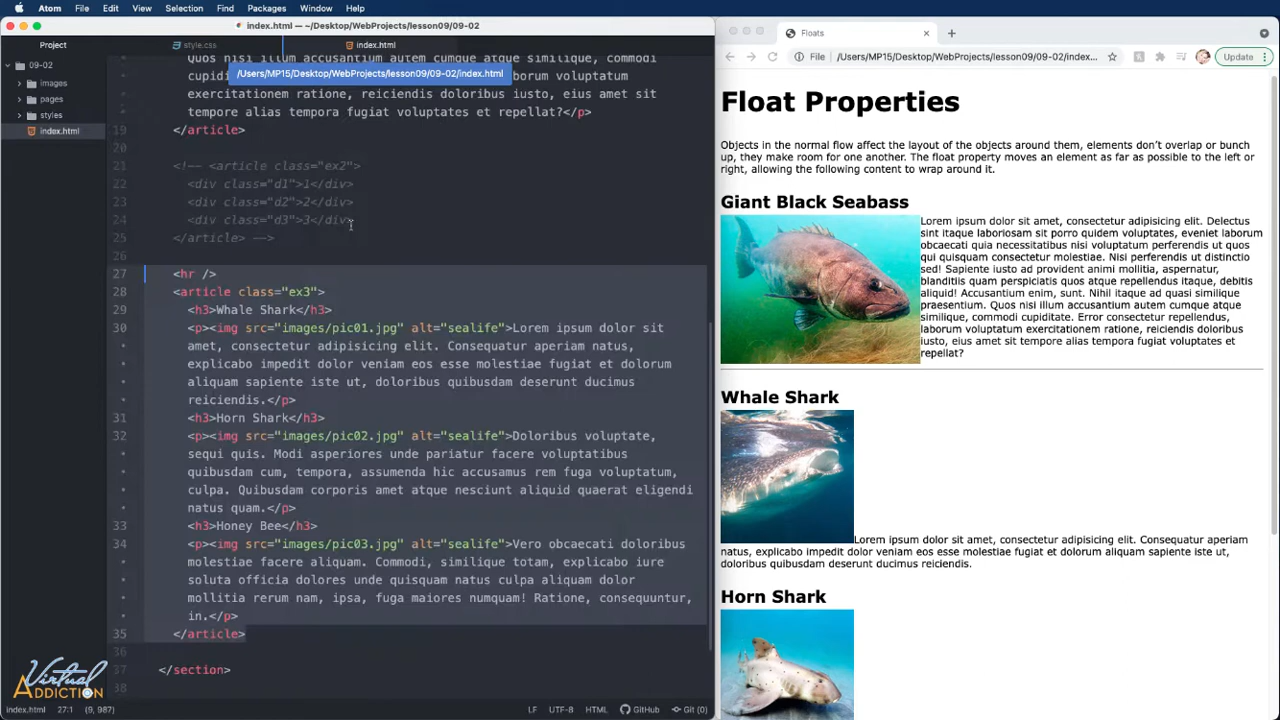 Atom File Edit View Selection Find Packages Window Help
index.html — ~/Desktop/WebProjects/lesson09/09-02
Project
style.css
index.html
09-02
images
pages
styles
index.html
Quos nisi illum accusantium autem cumque atque similique, commodi
/Users/MP15/Desktop/WebProjects/lesson09/09-02/index.html
exercitationem ratione, reiciendis doloribus iusto, eius amet sit
tempore alias tempora fugiat voluptates et repellat?</p>
19 </article>
20
21 <!-- <article class="ex2">
22 <div class="d1">1</div>
23 <div class="d2">2</div>
24 <div class="d3">3</div>
25 </article> -->
26
27 <hr />
28 <article class="ex3">
29 <h3>Whale Shark</h3>
30 <p><img src="images/pic01.jpg" alt="sealife">Lorem ipsum dolor sit
amet, consectetur adipisicing elit. Consequatur aperiam natus,
explicabo impedit dolor veniam eos esse molestiae fugiat et dolorum
aliquam sapiente iste ut, doloribus quibusdam deserunt ducimus
reiciendis.</p>
31 <h3>Horn Shark</h3>
32 <p><img src="images/pic02.jpg" alt="sealife">Doloribus voluptate,
sequi quis. Modi asperiores unde pariatur facere voluptatibus
quibusdam cum, tempora, assumenda hic accusamus rem fuga voluptatum,
culpa. Quibusdam corporis amet atque nesciunt aliquid quaerat eligendi
natus quam.</p>
33 <h3>Honey Bee</h3>
34 <p><img src="images/pic03.jpg" alt="sealife">Vero obcaecati doloribus
molestiae facere aliquam. Commodi, similique totam, explicabo iure
soluta officia dolores unde quisquam natus culpa aliquam dolor
mollitia rerum nam, ipsa, fuga maiores numquam! Ratione, consequuntur,
in.</p>
35 </article>
36
37 </section>
38
Virtual
ADDICTION
index.html 27:1 (9, 987) LF UTF-8 HTML GitHub Git (0)
Floats
File /Users/MP15/Desktop/WebProjects/lesson09/09-02/index... Update
Float Properties
Objects in the normal flow affect the layout of the objects around them, elements don't overlap or bunch
up, they make room for one another. The float property moves an element as far as possible to the left or
right, allowing the following content to wrap around it.
Giant Black Seabass
Lorem ipsum dolor sit amet, consectetur adipisicing elit. Delectus
sint itaque laboriosam sit porro quidem voluptates, eveniet laborum
obcaecati quia necessitatibus nisi voluptatum perferendis ut quos
qui quisquam consectetur molestiae. Nisi perferendis ut distinctio
sed! Sapiente iusto ad provident animi mollitia, aspernatur,
blanditiis quam perspiciatis quos atque itaque dolores itaque, debitis
aliquid! Accusantium enim, sunt. Nihil itaque ad quasi similique
praesentium. Quos nisi illum accusantium autem cumque atque
similique, commodi cupiditate. Error consectetur repellendus,
laborum voluptatum exercitationem ratione, reiciendis doloribus
iusto, eius amet sit tempore alias tempora fugiat voluptates et
repellat?
Whale Shark
Lorem ipsum dolor sit amet, consectetur adipisicing elit. Consequatur aperiam
natus, explicabo impedit dolor veniam eos esse molestiae fugiat et dolorum aliquam sapiente iste ut,
doloribus quibusdam deserunt ducimus reiciendis.
Horn Shark